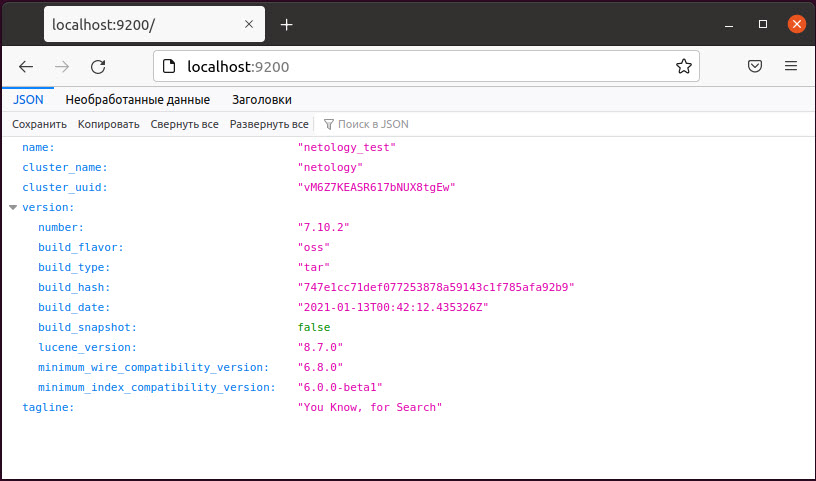 localhost:9200/
localhost:9200
JSON Необработанные данные Заголовки
Сохранить Копировать Свернуть все Развернуть все Поиск в JSON
name: "netology_test"
cluster_name: "netology"
cluster_uuid: "vM6Z7KEASR617bNUX8tgEw"
version:
number: "7.10.2"
build_flavor: "oss"
build_type: "tar"
build_hash: "747e1cc71def077253878a59143c1f785afa92b9"
build_date: "2021-01-13T00:42:12.435326Z"
build_snapshot: false
lucene_version: "8.7.0"
minimum_wire_compatibility_version: "6.8.0"
minimum_index_compatibility_version: "6.0.0-beta1"
tagline: "You Know, for Search"